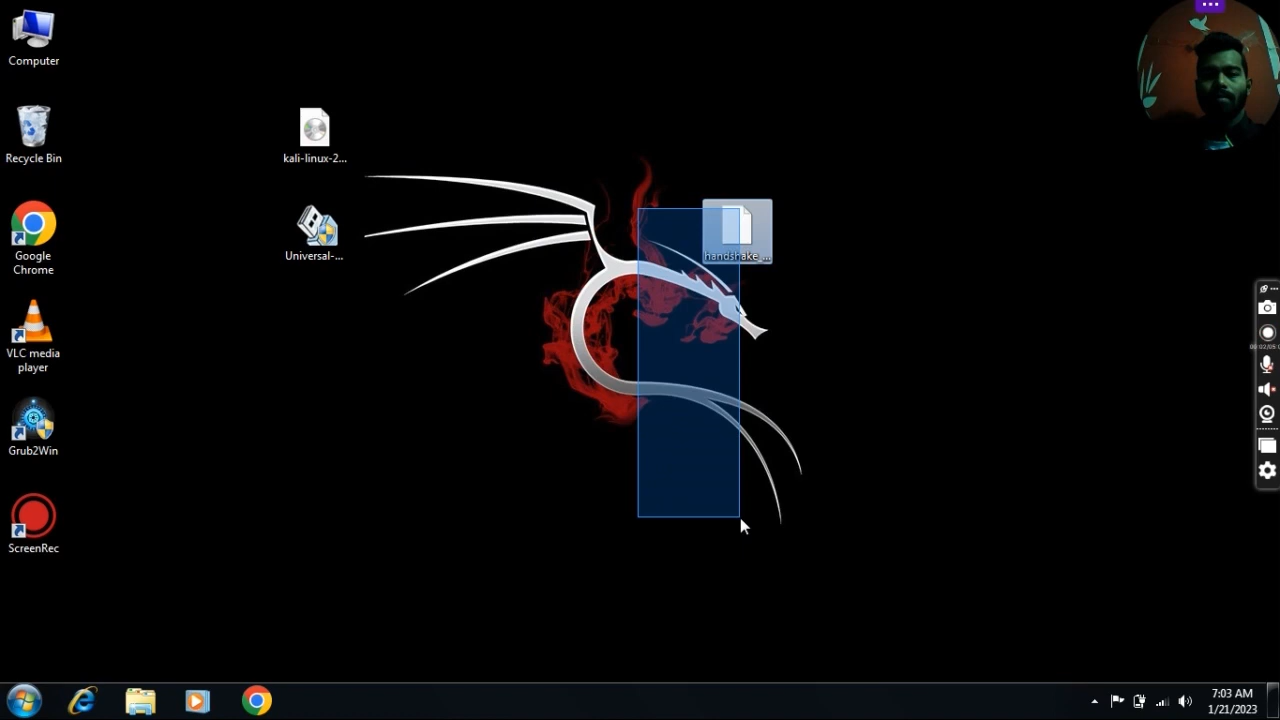 Computer
Recycle Bin
Google
Chrome
VLC media
player
Grub2Win
ScreenRec
kali-linux-2...
Universal-...
handshake_...
7:03 AM
1/21/2023